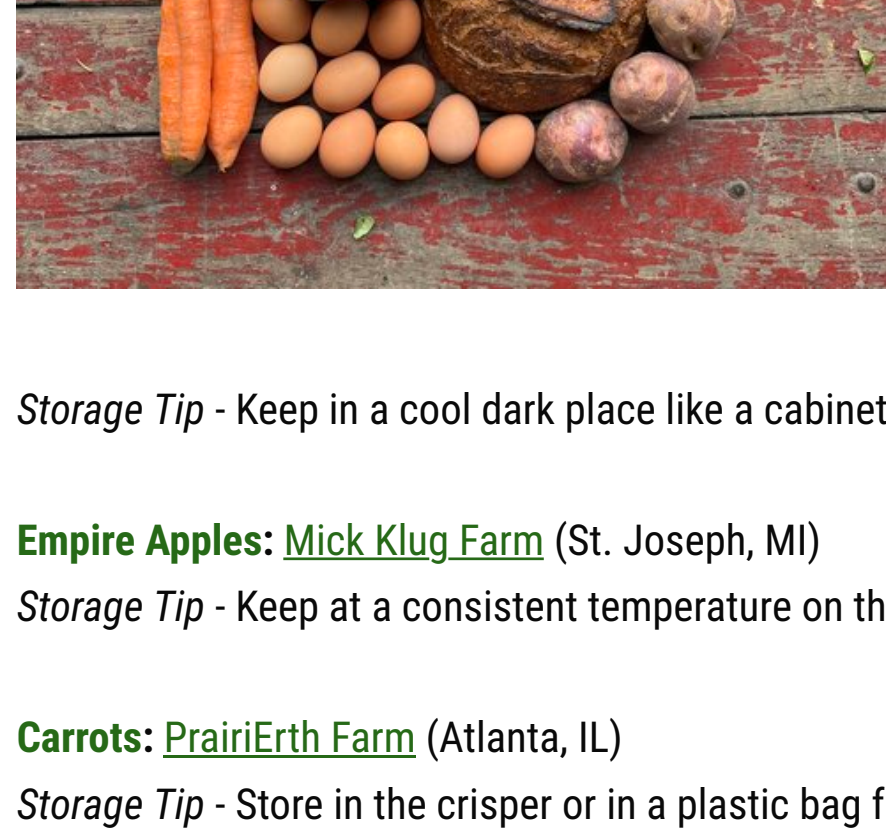 Storage Tip - Keep in a cool dark place like a cabinet
Empire Apples: Mick Klug Farm (St. Joseph, MI)
Storage Tip - Keep at a consistent temperature on th
Carrots: PrairiErth Farm (Atlanta, IL)
Storage Tip - Store in the crisper or in a plastic bag f